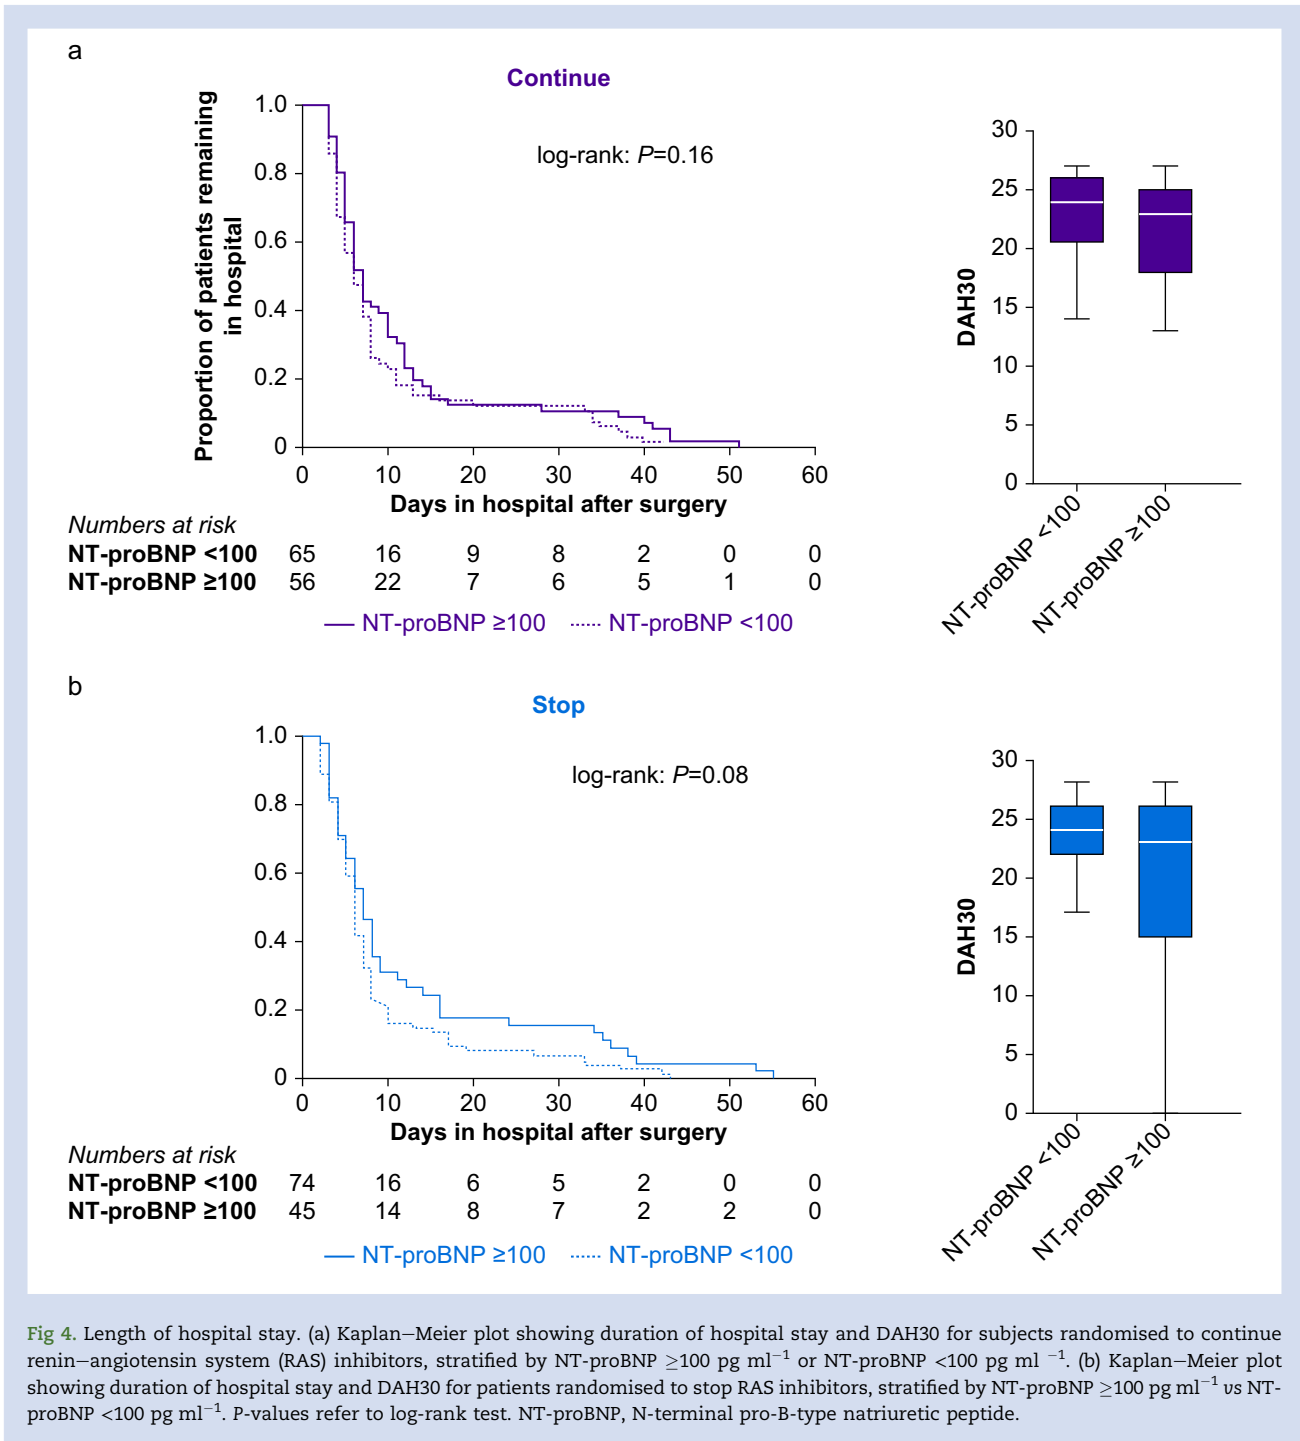 a
Continue
Proportion of patients remaining
in hospital
1.0
0.8
0.6
0.4
0.2
0
log-rank: P=0.16
0 10 20 30 40 50 60
Days in hospital after surgery
Numbers at risk
NT-proBNP <100 65 16 9 8 2 0 0
NT-proBNP ≥100 56 22 7 6 5 1 0
NT-proBNP ≥100 NT-proBNP <100
DAH30
30
25
20
15
10
5
0
NT-proBNP <100
NT-proBNP ≥100
b
Stop
1.0
0.8
0.6
0.4
0.2
0
log-rank: P=0.08
0 10 20 30 40 50 60
Days in hospital after surgery
Numbers at risk
NT-proBNP <100 74 16 6 5 2 0 0
NT-proBNP ≥100 45 14 8 7 2 2 0
NT-proBNP ≥100 NT-proBNP <100
DAH30
30
25
20
15
10
5
0
NT-proBNP <100
NT-proBNP ≥100
Fig 4. Length of hospital stay. (a) Kaplan–Meier plot showing duration of hospital stay and DAH30 for subjects randomised to continue
renin–angiotensin system (RAS) inhibitors, stratified by NT-proBNP ≥100 pg ml⁻¹ or NT-proBNP <100 pg ml ⁻¹. (b) Kaplan–Meier plot
showing duration of hospital stay and DAH30 for patients randomised to stop RAS inhibitors, stratified by NT-proBNP ≥100 pg ml⁻¹ vs NT-
proBNP <100 pg ml⁻¹. P-values refer to log-rank test. NT-proBNP, N-terminal pro-B-type natriuretic peptide.